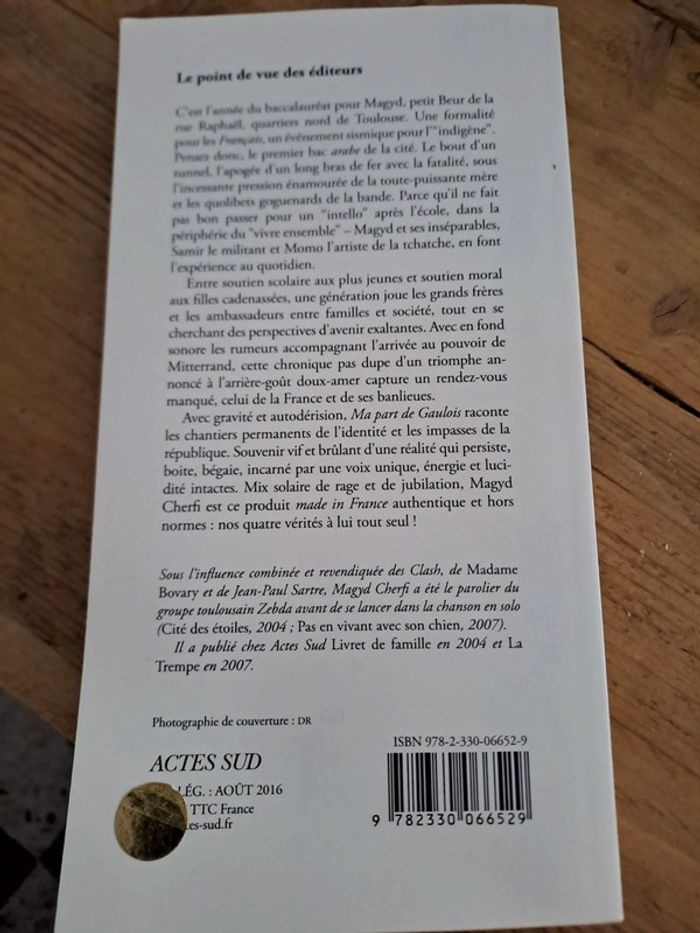 Le point de vue des éditeurs
C'est l'année du baccalauréat pour Magyd, petit Beur de la
rue Raphaël, quartiers nord de Toulouse. Une formalité
pour les Français, un événement sismique pour l'"indigène".
Pensez donc, le premier bac arabe de la cité. Le bout d'un
tunnel, l'apogée d'un long bras de fer avec la fatalité, sous
l'incessante pression énamourée de la toute-puissante mère
et les quolibets goguenards de la bande. Parce qu'il ne fait
pas bon passer pour un "intello" après l'école, dans la
périphérie du "vivre ensemble" – Magyd et ses inséparables,
Samir le militant et Momo l'artiste de la tchatche, en font
l'expérience au quotidien.
Entre soutien scolaire aux plus jeunes et soutien moral
aux filles cadenassées, une génération joue les grands frères
et les ambassadeurs entre familles et société, tout en se
cherchant des perspectives d'avenir exaltantes. Avec en fond
sonore les rumeurs accompagnant l'arrivée au pouvoir de
Mitterrand, cette chronique pas dupe d'un triomphe an-
noncé à l'arrière-goût doux-amer capture un rendez-vous
manqué, celui de la France et de ses banlieues.
Avec gravité et autodérision, Ma part de Gaulois raconte
les chantiers permanents de l'identité et les impasses de la
république. Souvenir vif et brûlant d'une réalité qui persiste,
boite, bégaie, incarné par une voix unique, énergie et luci-
dité intactes. Mix solaire de rage et de jubilation, Magyd
Cherfi est ce produit made in France authentique et hors
normes : nos quatre vérités à lui tout seul !
Sous l'influence combinée et revendiquée des Clash, de Madame
Bovary et de Jean-Paul Sartre, Magyd Cherfi a été le parolier du
groupe toulousain Zebda avant de se lancer dans la chanson en solo
(Cité des étoiles, 2004 ; Pas en vivant avec son chien, 2007).
Il a publié chez Actes Sud Livret de famille en 2004 et La
Trempe en 2007.
Photographie de couverture : DR
ACTES SUD
LÉG. : AOÛT 2016
TTC France
es-sud.fr
ISBN 978-2-330-06652-9
9 782330 066529